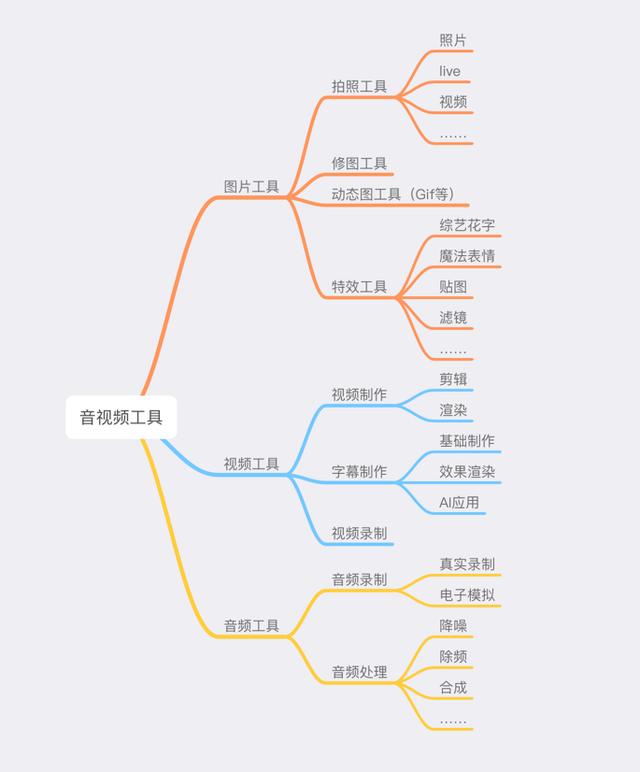 音视频工具
图片工具
拍照工具
照片
live
视频
……
修图工具
动态图工具（Gif等）
特效工具
综艺花字
魔法表情
贴图
滤镜
……
视频工具
视频制作
剪辑
渲染
字幕制作
基础制作
效果渲染
AI应用
视频录制
音频工具
音频录制
真实录制
电子模拟
音频处理
降噪
除频
合成
……